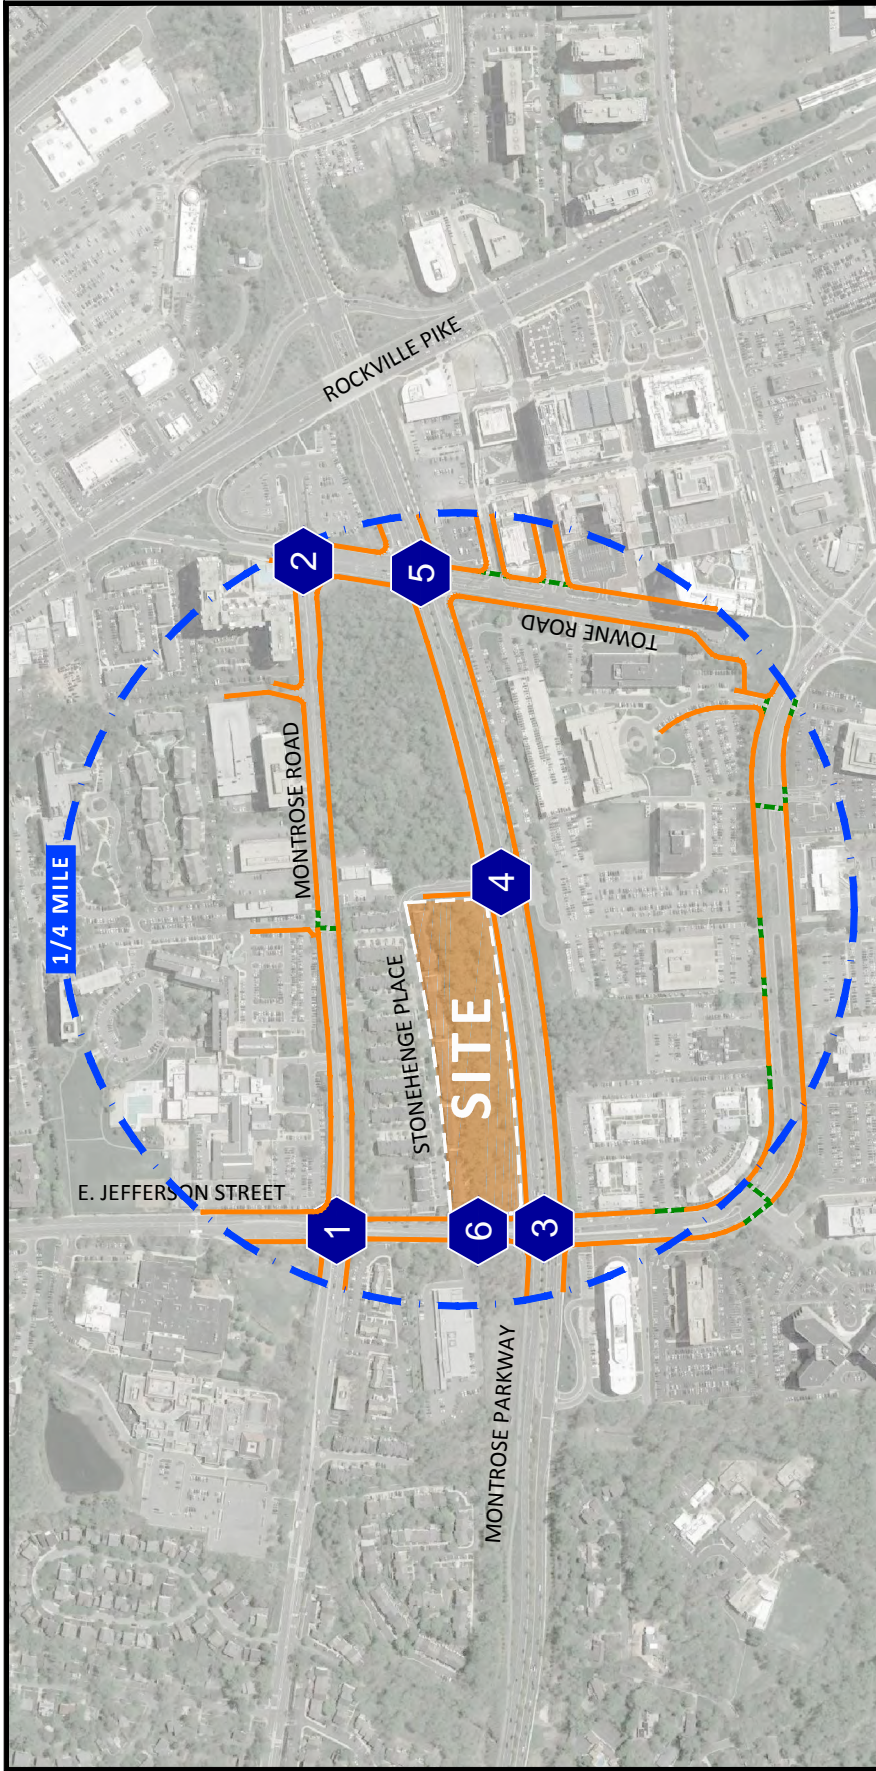 1/4 MILE
E. JEFFERSON STREET
MONTROSE ROAD
STONEHENGE PLACE
SITE
MONTROSE PARKWAY
ROCKVILLE PIKE
TOWNE ROAD
1
2
3
4
5
6